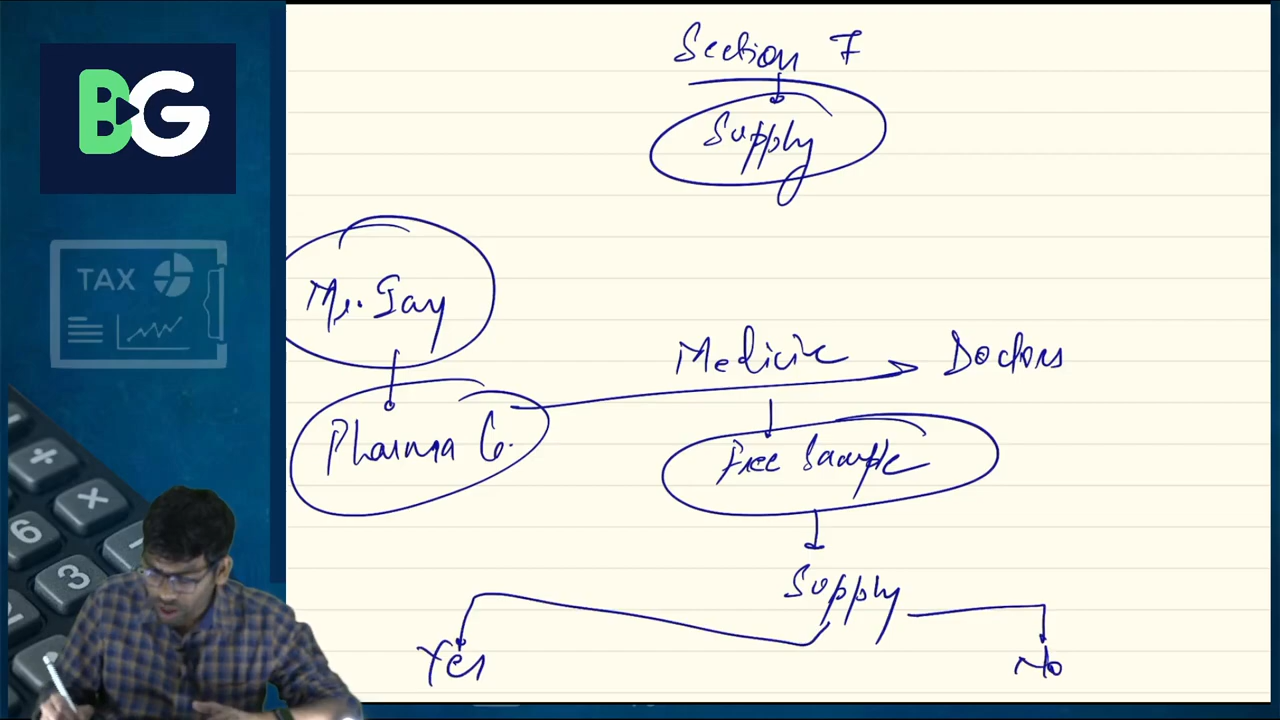 Section 7
Supply
BG
TAX
Mr. Jay
Medicine
Doctors
Pharma Co.
Free Sample
Supply
Yes
No